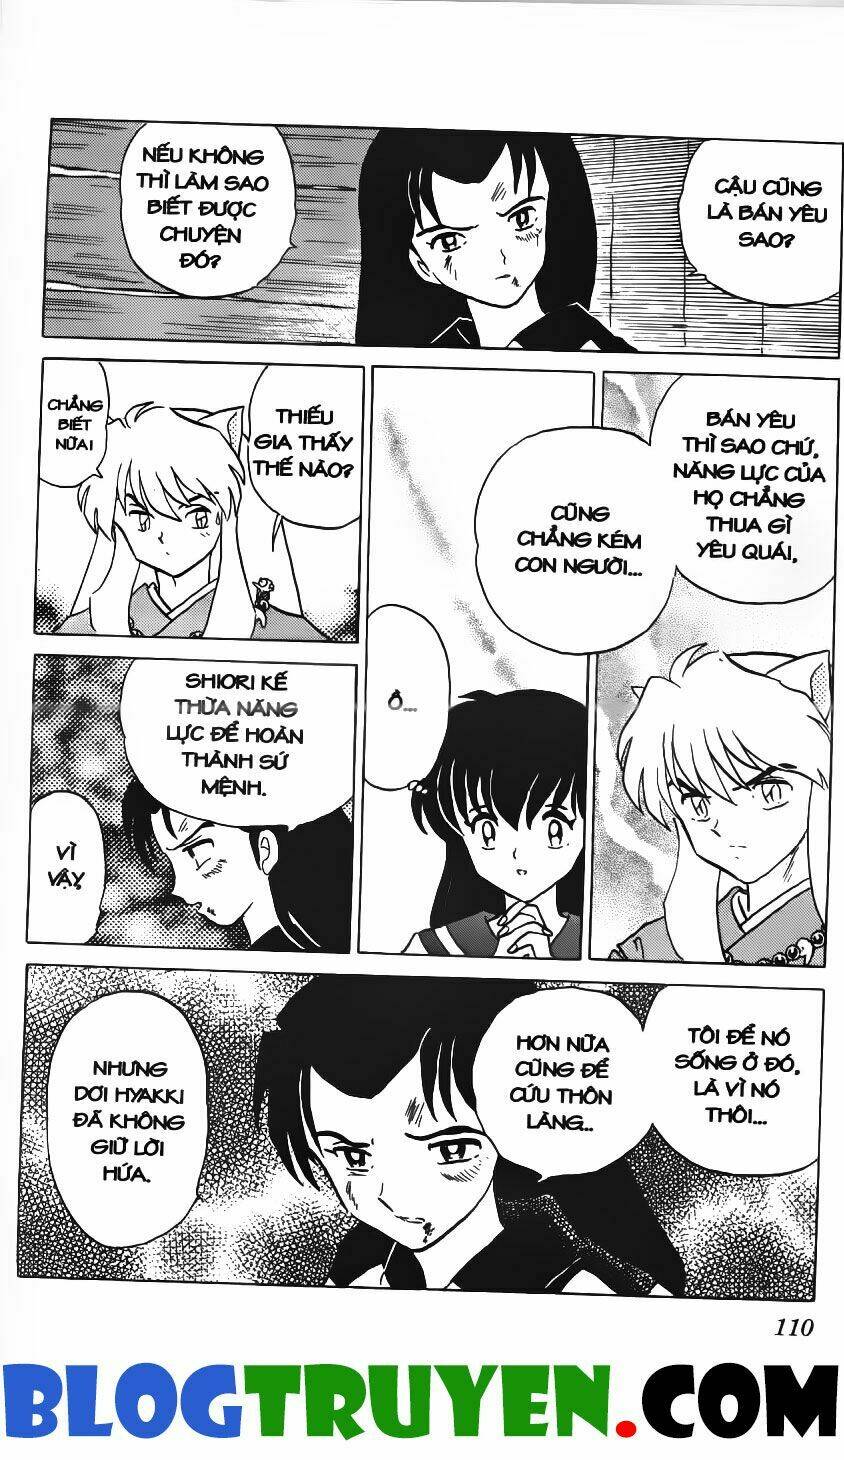 CẬU CŨNG
LÀ BÁN YÊU
SAO?
NẾU KHÔNG
THÌ LÀM SAO
BIẾT ĐƯỢC
CHUYỆN
ĐÓ?
BÁN YÊU
THÌ SAO CHỨ,
NĂNG LỰC CỦA
HỌ CHẲNG
THUA GÌ
YÊU QUÁI,
CŨNG
CHẲNG KÉM
CON NGƯỜI...
Ồ...
THIẾU
GIA THẤY
THẾ NÀO?
CHẲNG
BIẾT
NỮA!
SHIORI KẾ
THỪA NĂNG
LỰC ĐỂ HOÀN
THÀNH SỨ
MỆNH.
VÌ
VẬY,
TÔI ĐỂ NÓ
SỐNG Ở ĐÓ,
LÀ VÌ NÓ
THÔI...
HƠN NỮA
CŨNG ĐỂ
CỨU THÔN
LÀNG...
NHƯNG
DƠI HYAKKI
ĐÃ KHÔNG
GIỮ LỜI
HỨA.
110
BLOGTRUYEN.COM